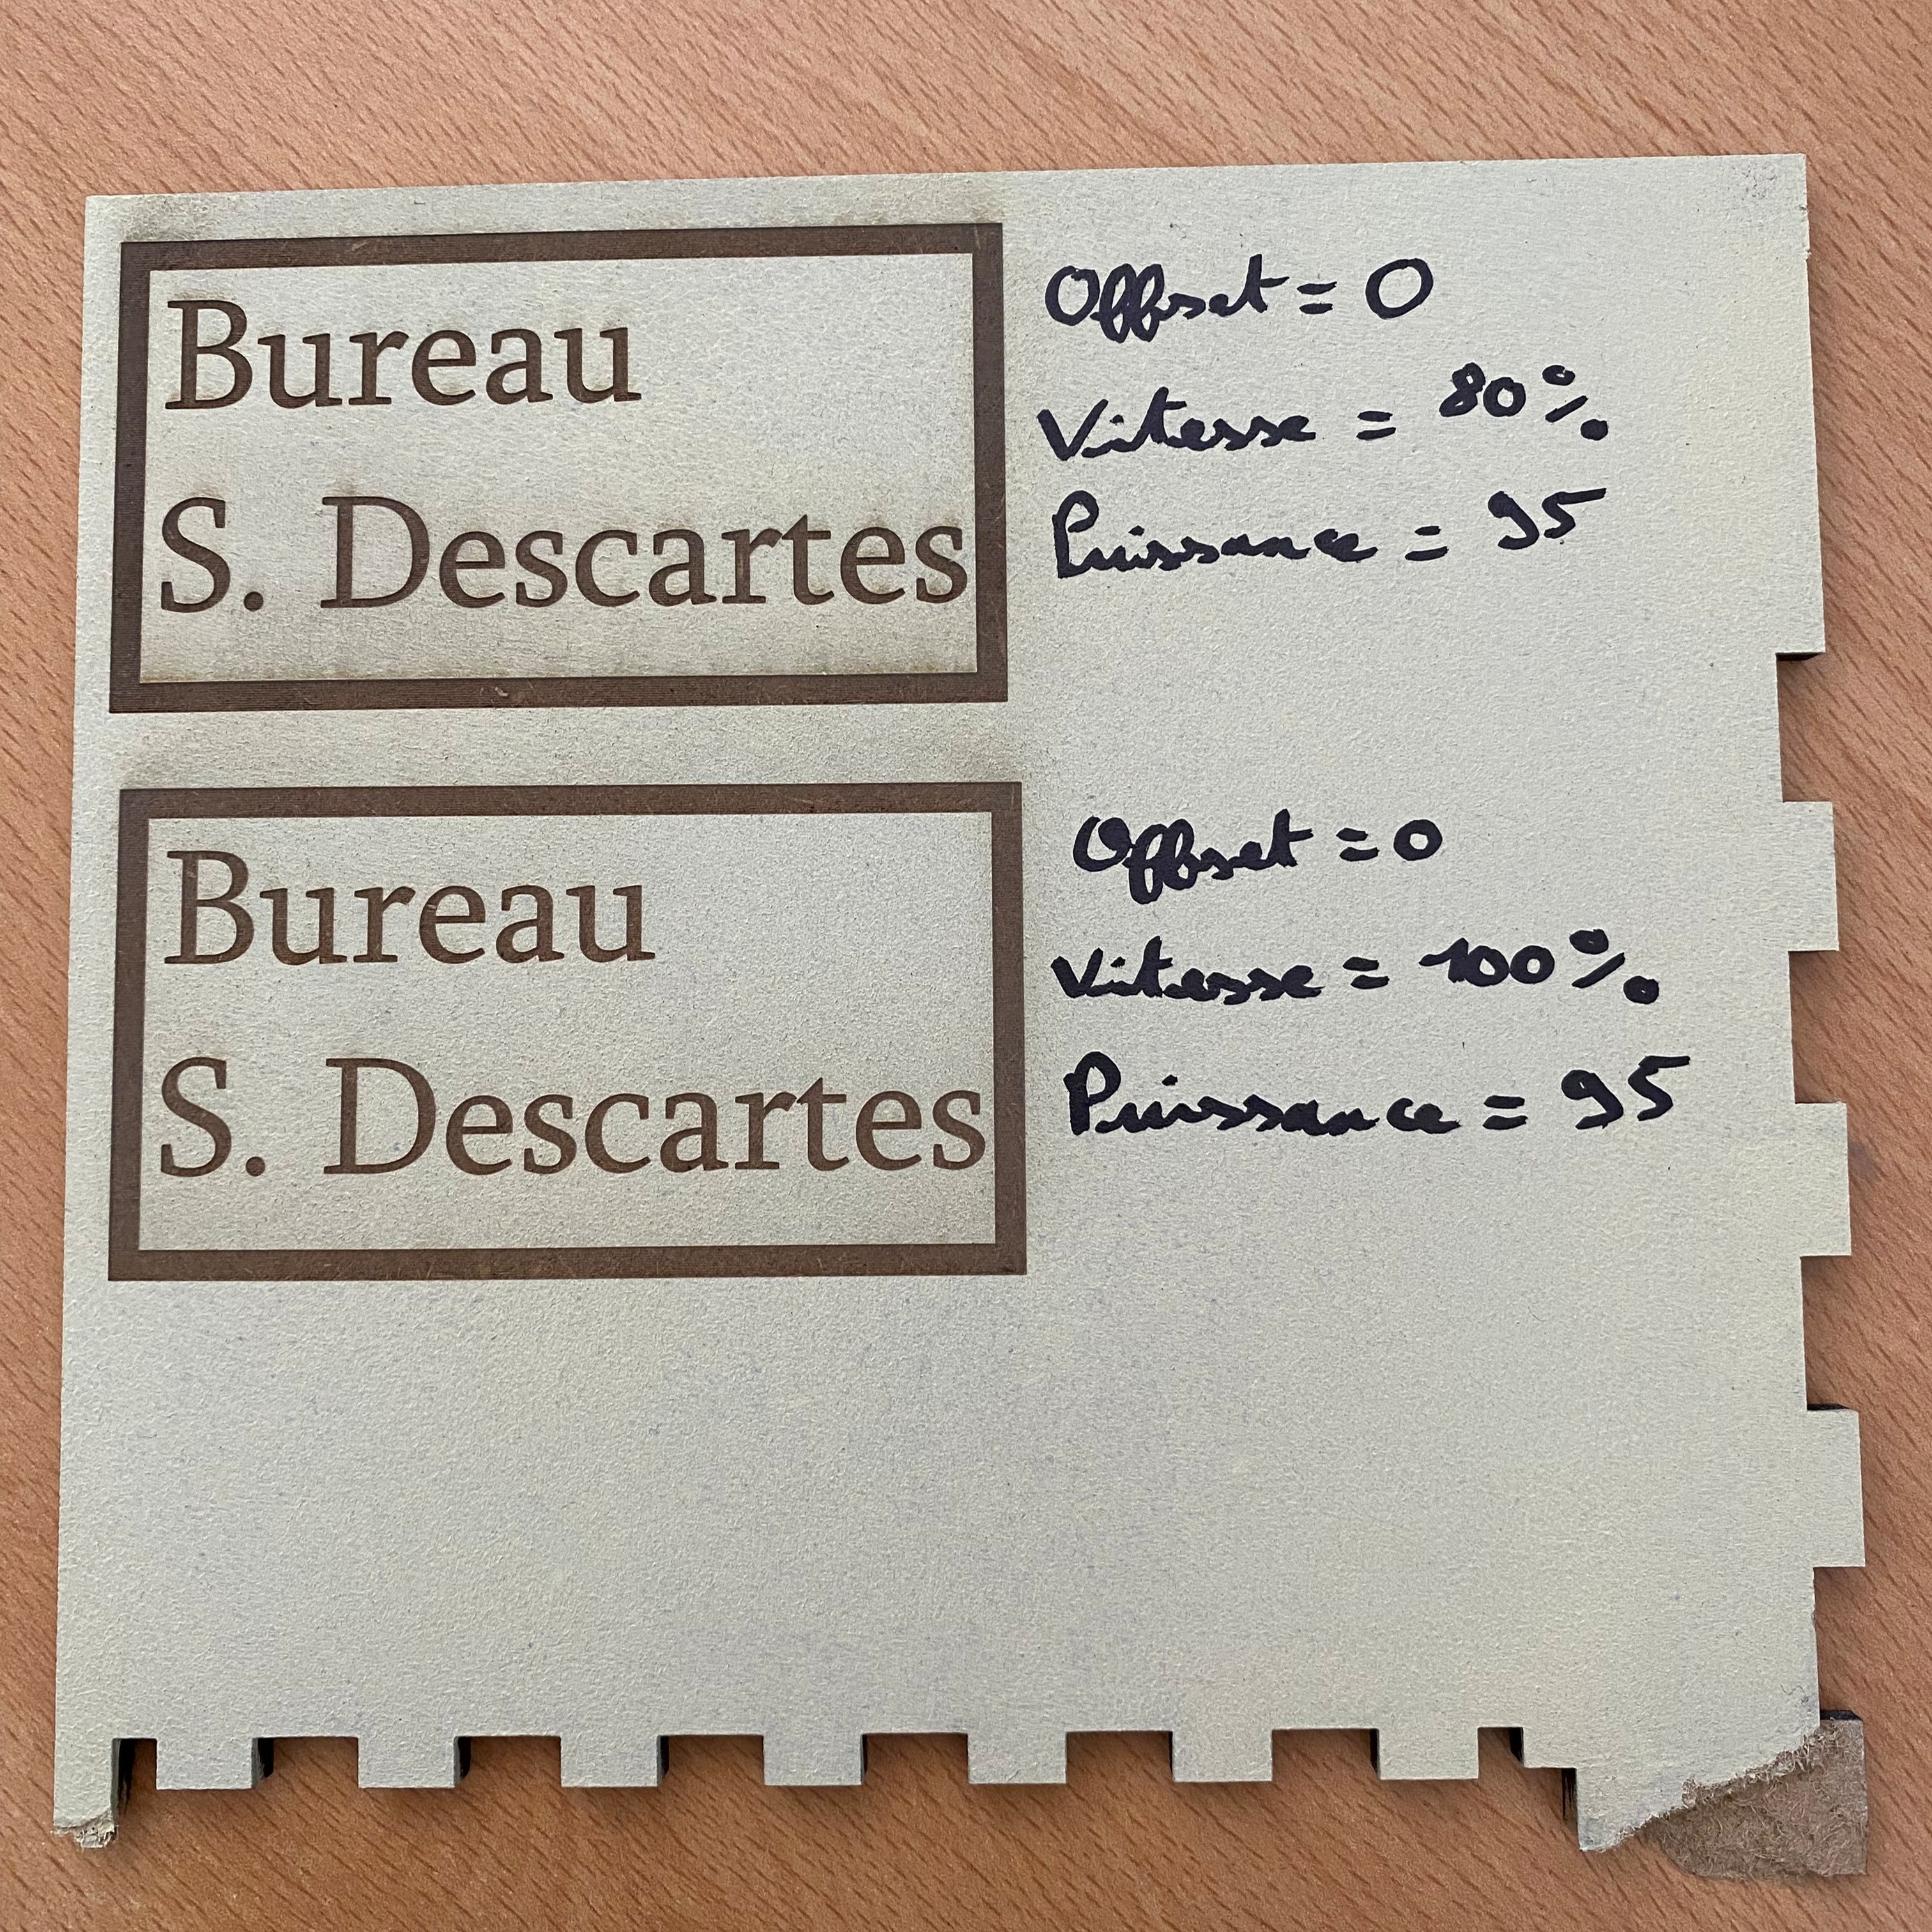 Bureau
S. Descartes
Offset = 0
Vitesse = 80%
Puissance = 95
Bureau
S. Descartes
Offset = 0
Vitesse = 100%
Puissance = 95